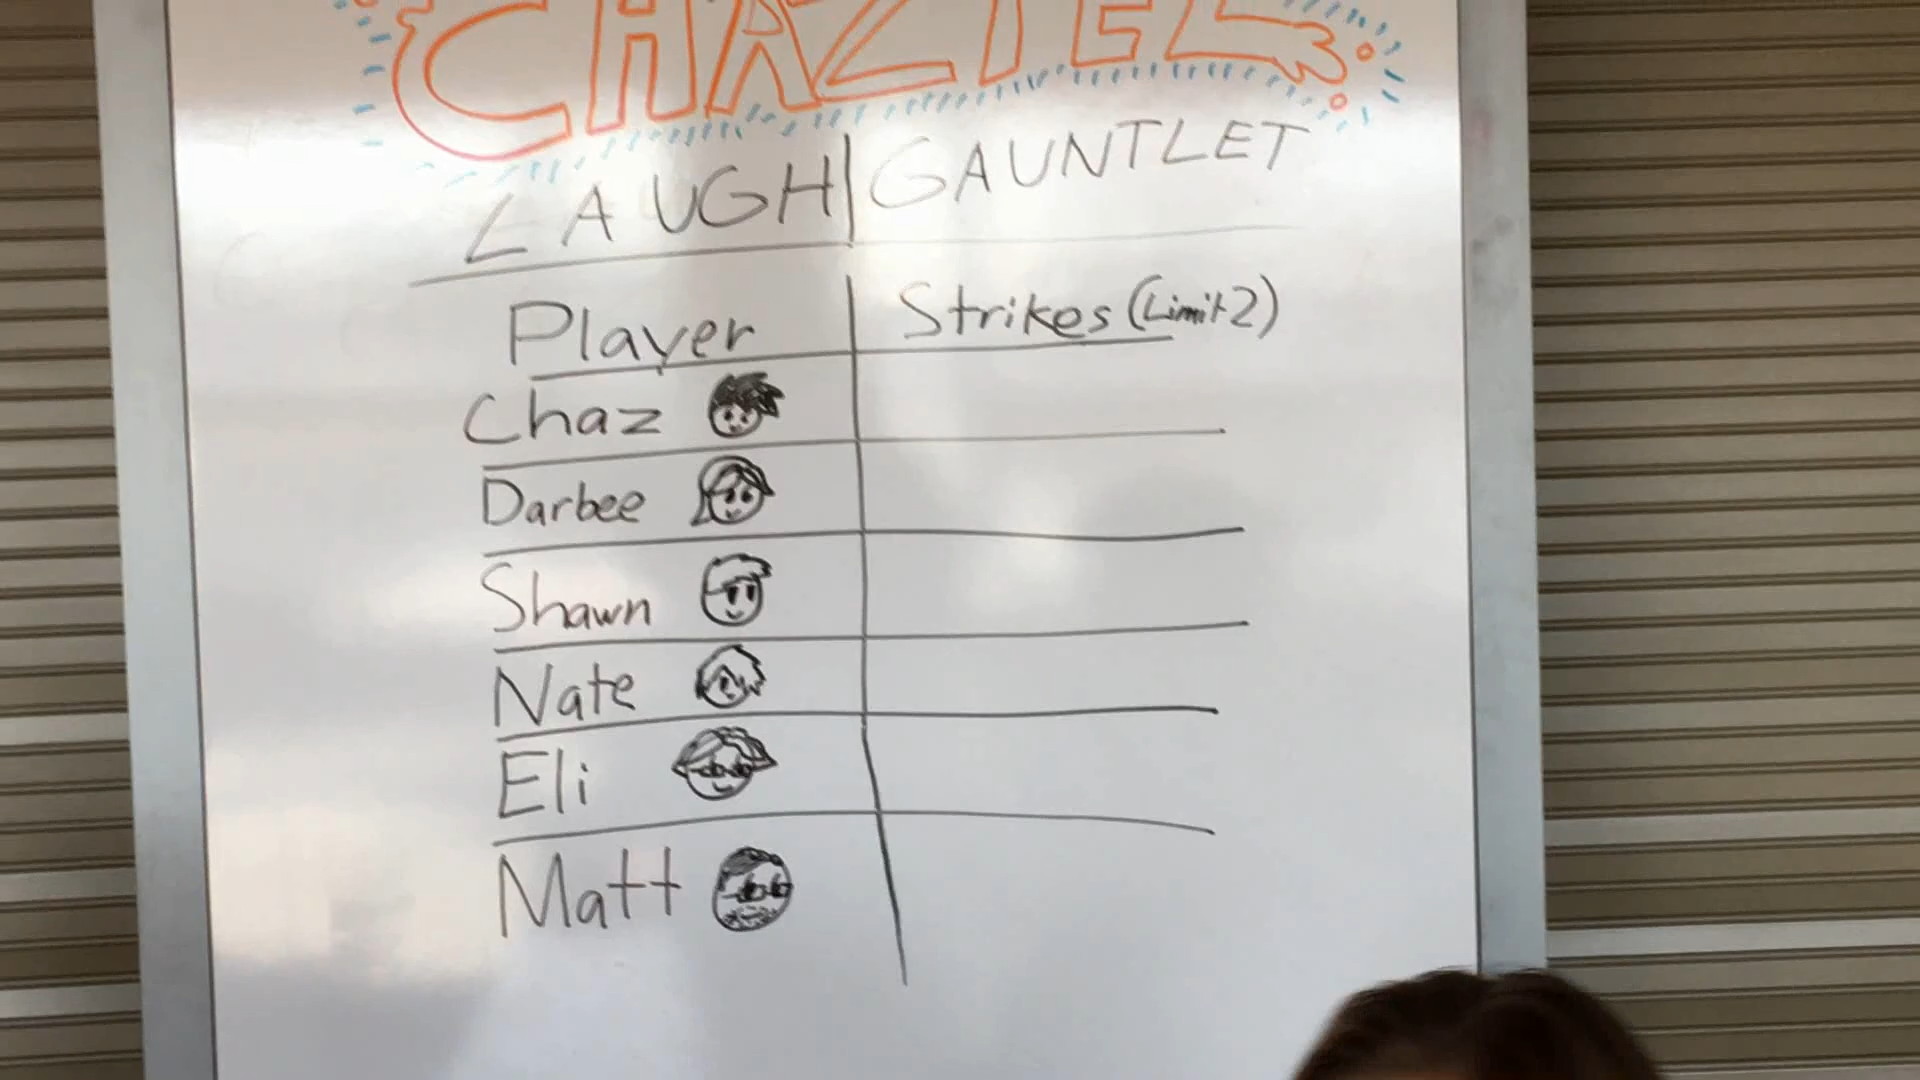 CHAZTEL
LAUGH GAUNTLET
Player Strikes (Limit 2)
Chaz
Darbee
Shawn
Nate
Eli
Matt